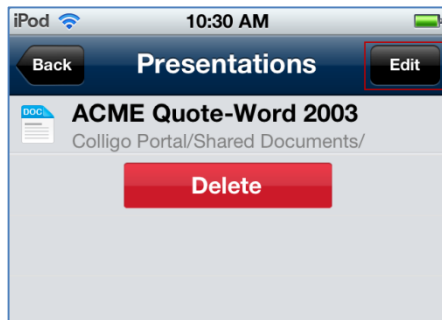 iPod 10:30 AM
Back Presentations Edit
DOC
ACME Quote-Word 2003
Colligo Portal/Shared Documents/
Delete